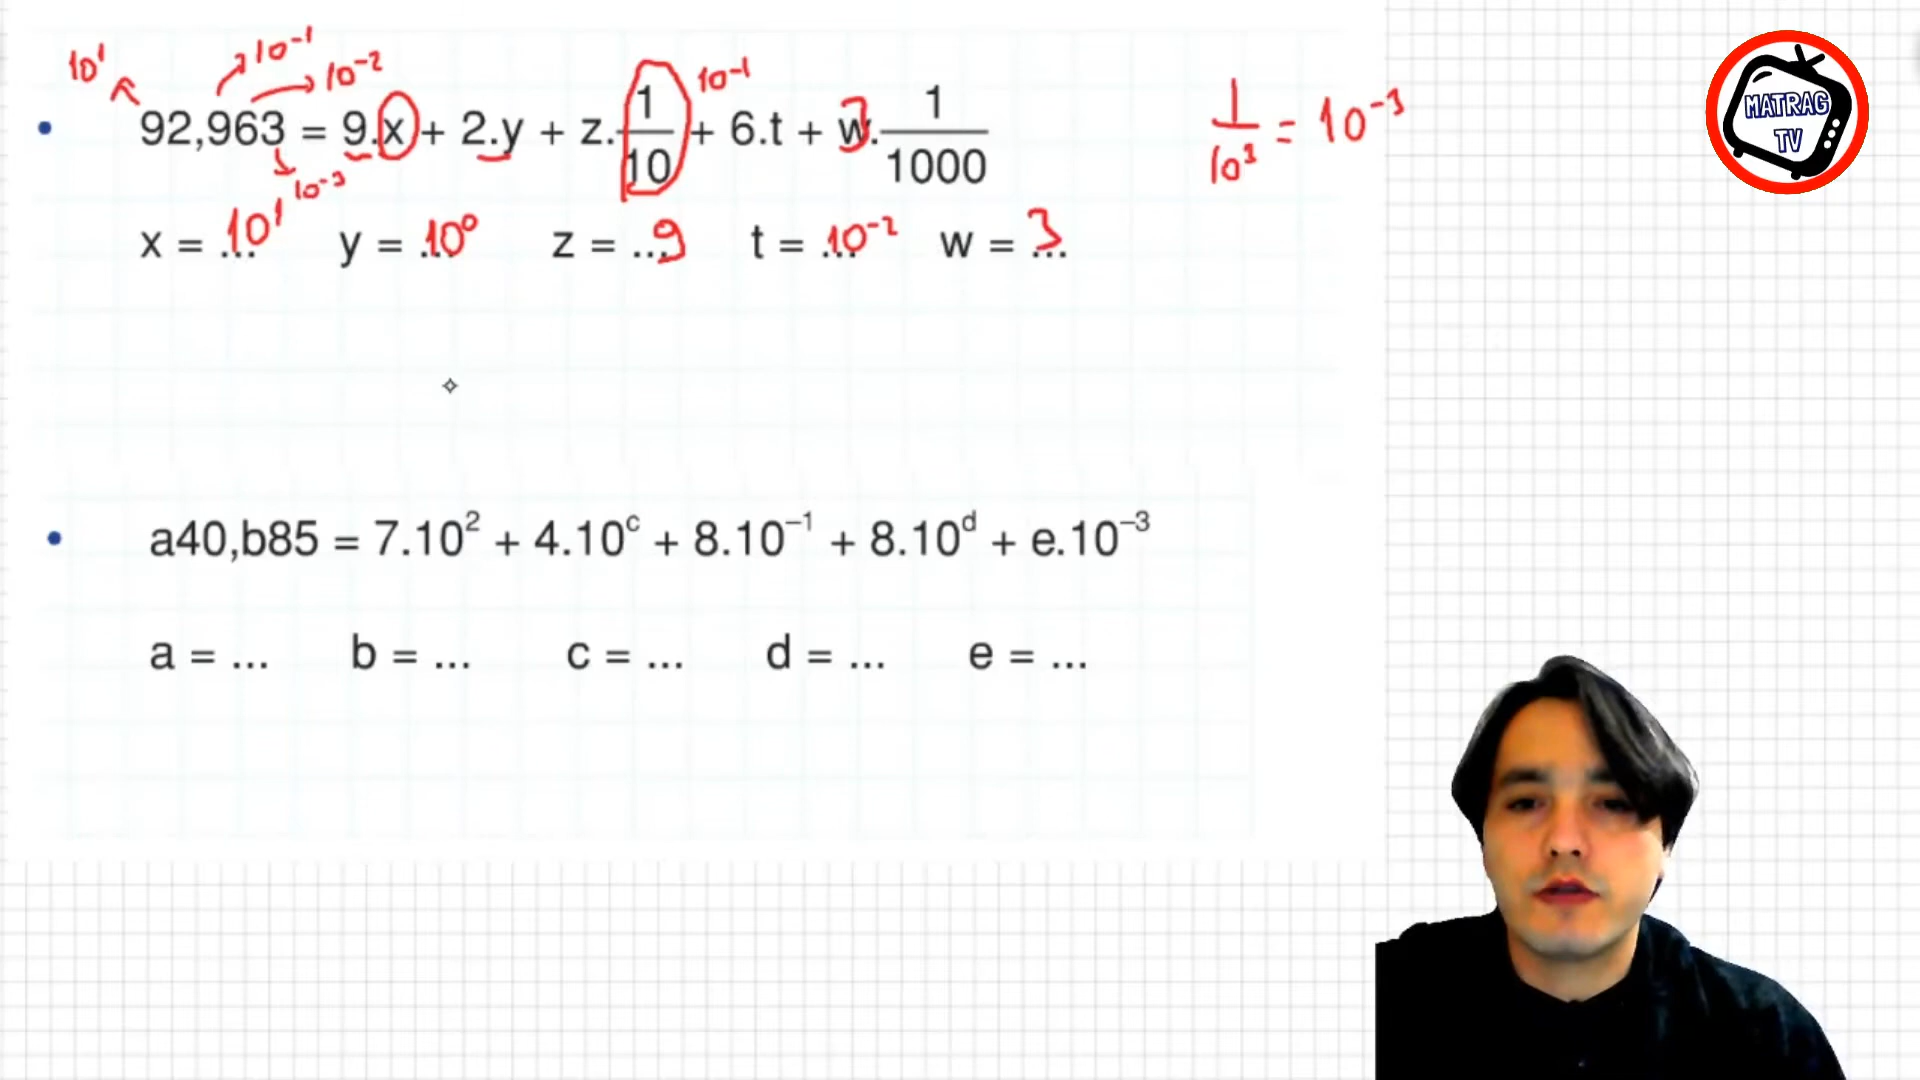 10¹ 10⁻¹ 10⁻² 10⁻¹
92,963 = 9.x + 2.y + z.1/10 + 6.t + w.1/1000
3
1/10³ = 10⁻³
10⁻³
x = ...10¹ y = ...10⁰ z = ...9 t = ...10⁻² w = ...3
a40,b85 = 7.10² + 4.10ᶜ + 8.10⁻¹ + 8.10ᵈ + e.10⁻³
a = ... b = ... c = ... d = ... e = ...
MATRAG
TV